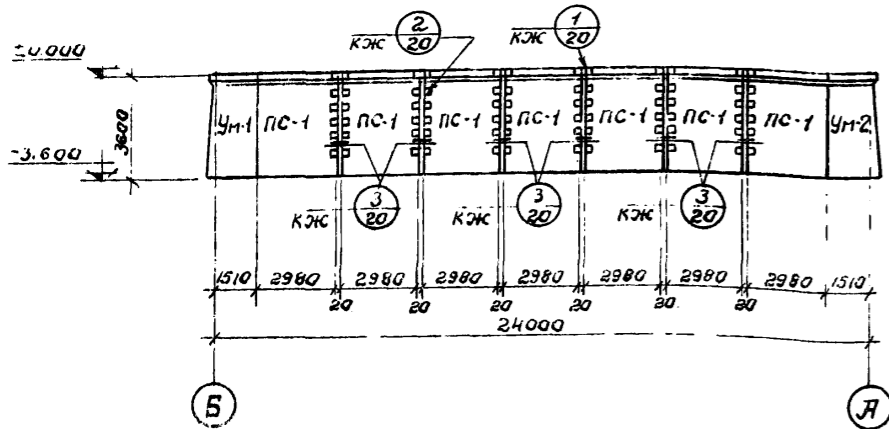 2
КЖ 20
1
КЖ 20
±0.000
Ум-1 ПС-1 ПС-1 ПС-1 ПС-1 ПС-1 ПС-1 ПС-1 Ум-2
3600
-3.600
3 3 3
КЖ 20 КЖ 20 КЖ 20
1510 2980 2980 2980 2980 2980 2980 2980 1510
20 20 20 20 20 20
24000
Б А